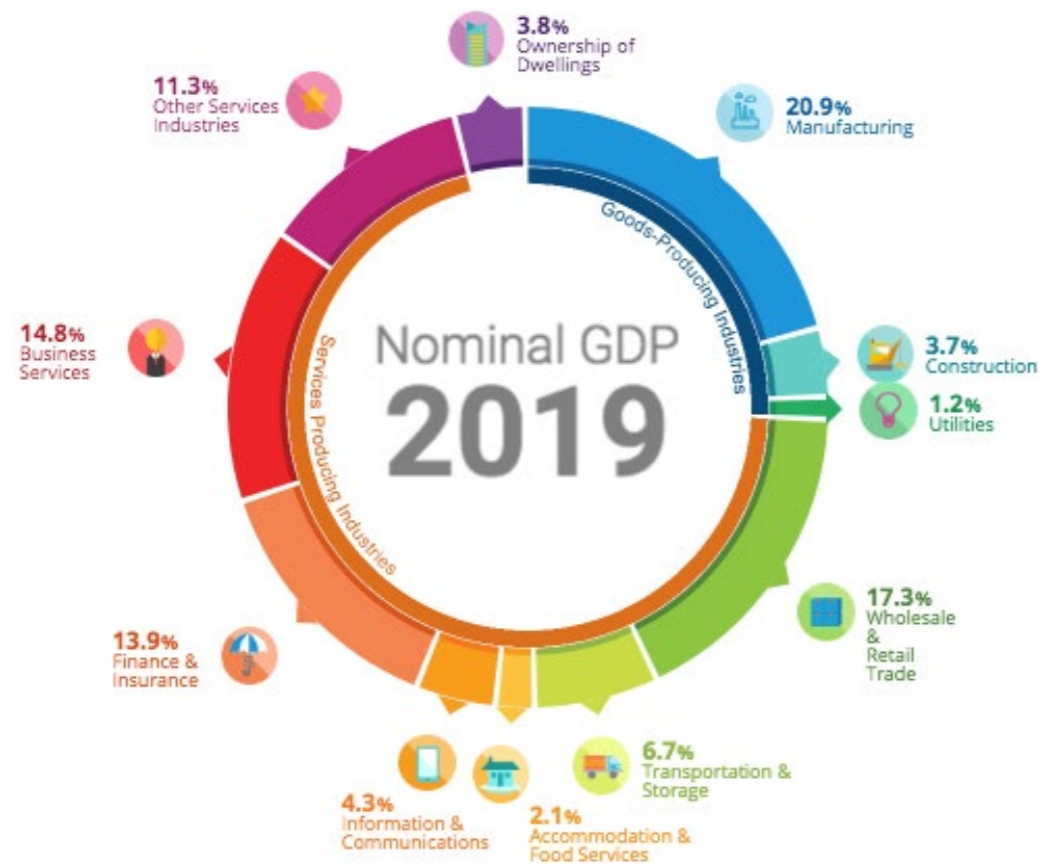 3.8%
Ownership of
Dwellings
11.3%
Other Services
Industries
20.9%
Manufacturing
Goods-Producing Industries
14.8%
Business
Services
Services Producing Industries
Nominal GDP
2019
3.7%
Construction
1.2%
Utilities
17.3%
Wholesale
&
Retail
Trade
13.9%
Finance &
Insurance
6.7%
Transportation &
Storage
4.3%
Information &
Communications
2.1%
Accommodation &
Food Services